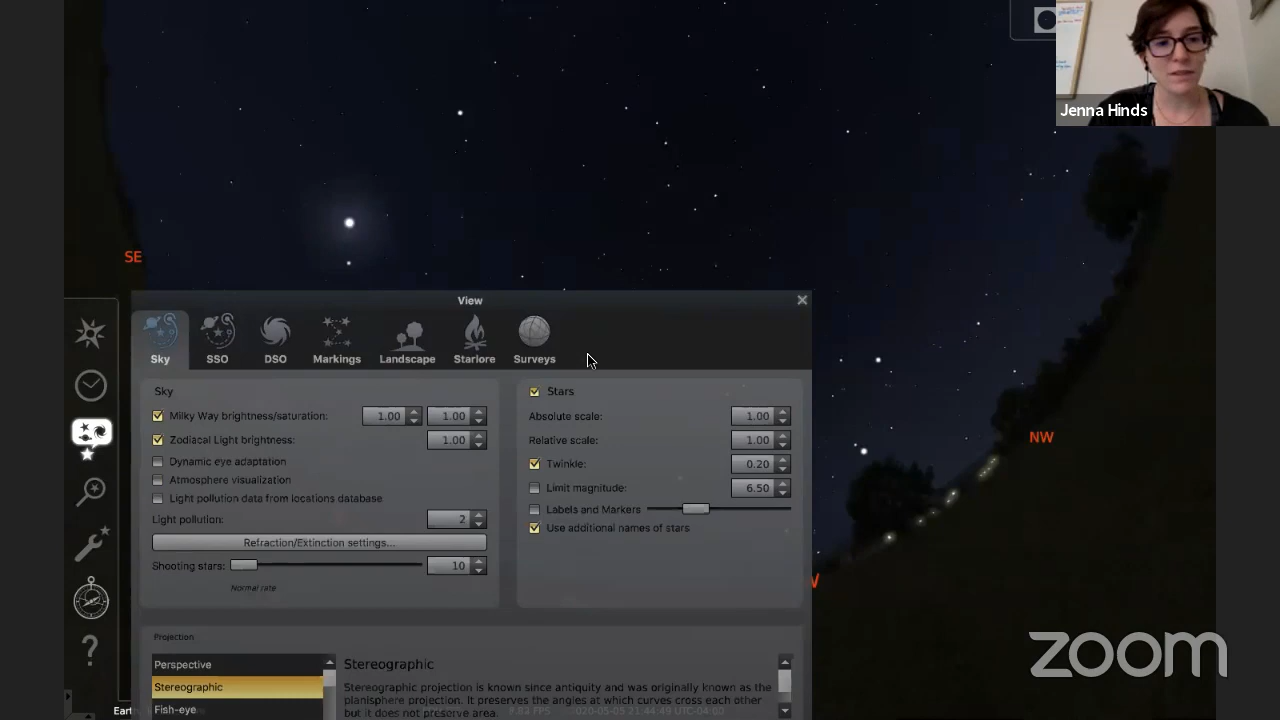 Jenna Hinds
SE
View
Sky SSO DSO Markings Landscape Starlore Surveys
Sky
Milky Way brightness/saturation: 1.00 1.00
Zodiacal Light brightness: 1.00
Dynamic eye adaptation
Atmosphere visualization
Light pollution data from locations database
Light pollution: 2
Refraction/Extinction settings...
Shooting stars: 10
Normal rate
Stars
Absolute scale: 1.00
Relative scale: 1.00
Twinkle: 0.20
Limit magnitude: 6.50
Labels and Markers
Use additional names of stars
NW
W
Projection
Perspective
Stereographic
Fish-eye
Stereographic
Stereographic projection is known since antiquity and was originally known as the
planisphere projection. It preserves the angles at which curves cross each other
but it does not preserve area.
?
zoom